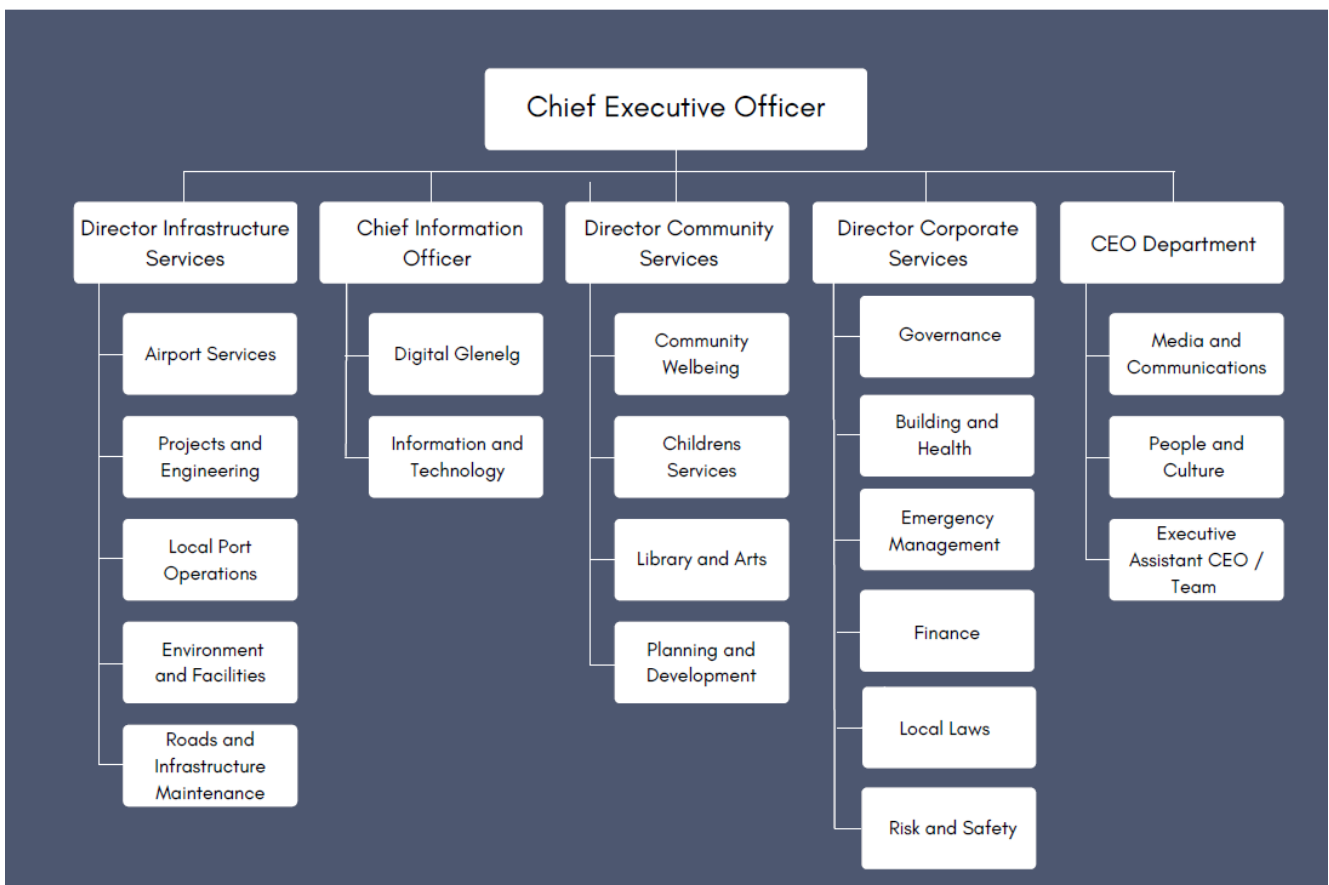 Chief Executive Officer
Director Infrastructure
Services
Airport Services
Projects and
Engineering
Local Port
Operations
Environment
and Facilities
Roads and
Infrastructure
Maintenance
Chief Information
Officer
Digital Glenelg
Information and
Technology
Director Community
Services
Community
Welbeing
Childrens
Services
Library and Arts
Planning and
Development
Director Corporate
Services
Governance
Building and
Health
Emergency
Management
Finance
Local Laws
Risk and Safety
CEO Department
Media and
Communications
People and
Culture
Executive
Assistant CEO /
Team